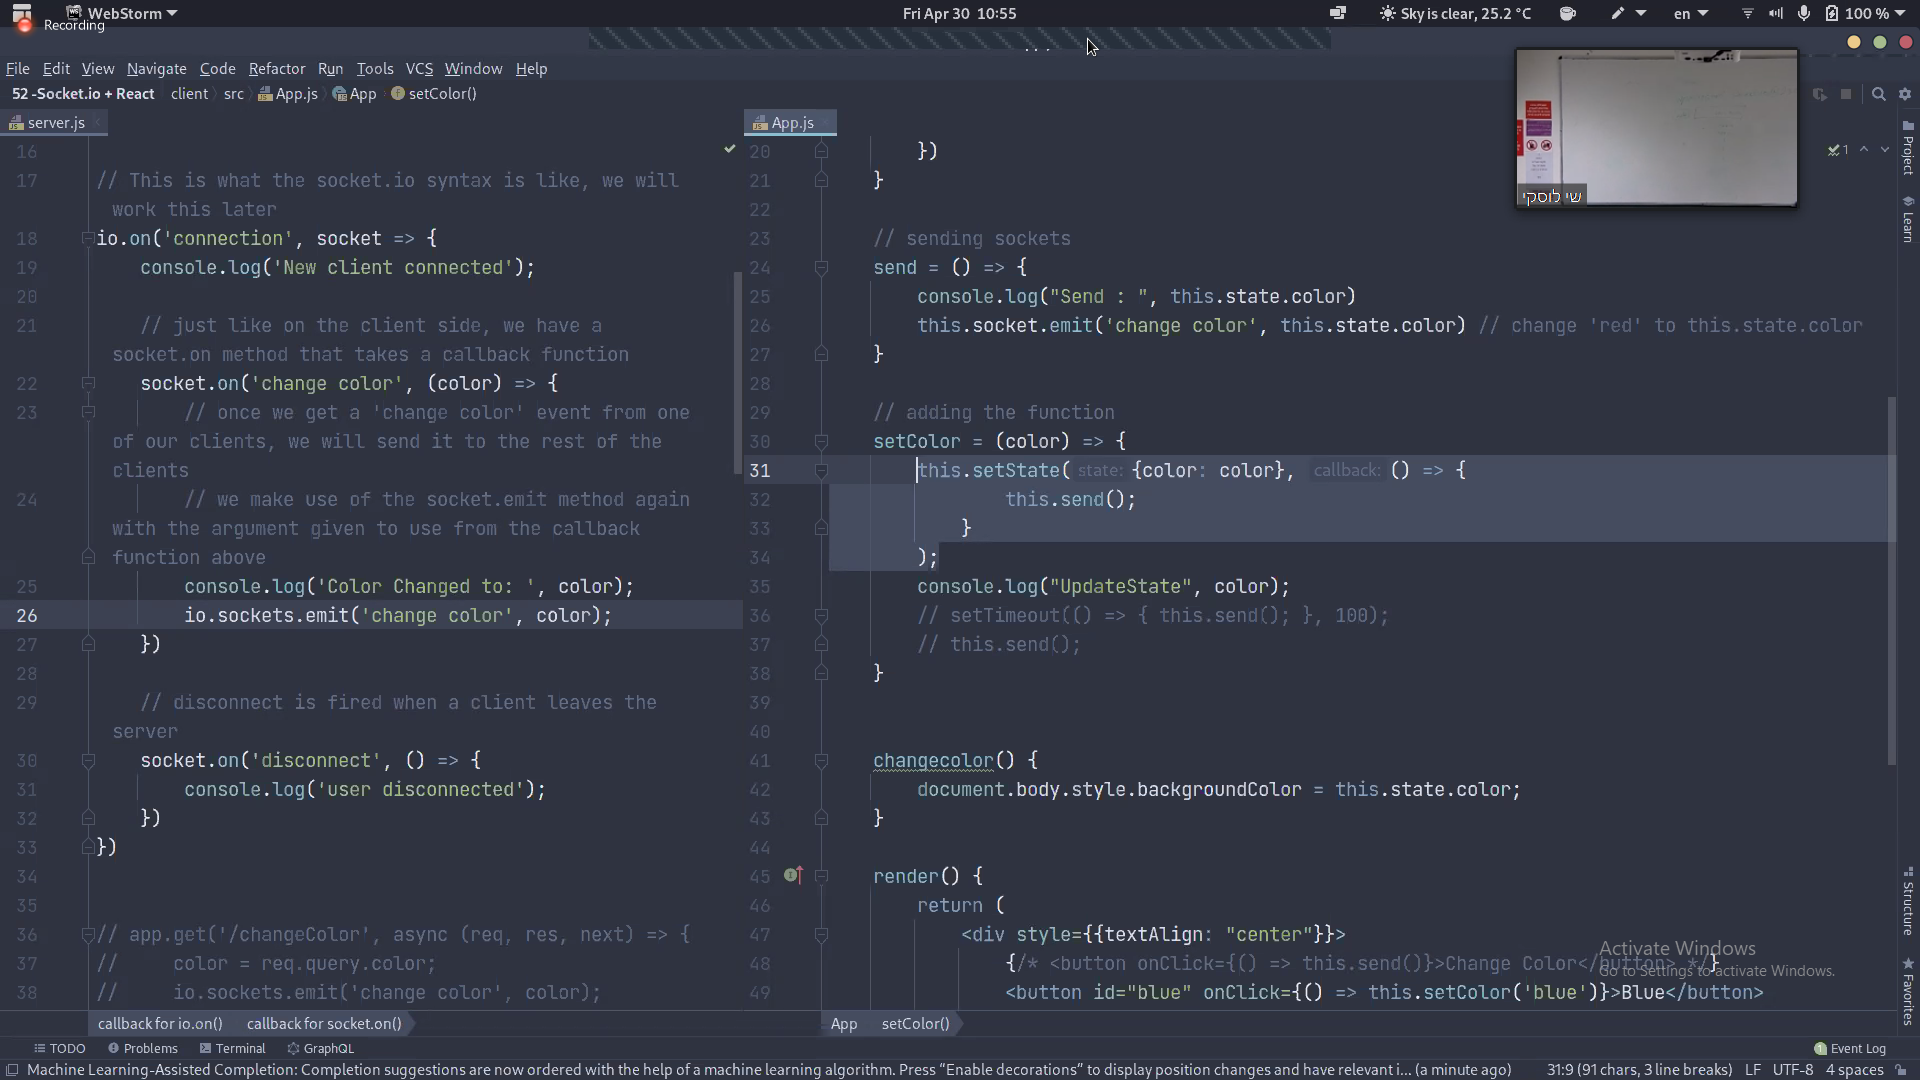 WebStorm
Fri Apr 30 10:55
Sky is clear, 25.2 °C
en
100 %
Recording
...
File Edit View Navigate Code Refactor Run Tools VCS Window Help
52 -Socket.io + React client src App.js App setColor()
server.js
16
17 // This is what the socket.io syntax is like, we will
work this later
18 io.on('connection', socket => {
19 console.log('New client connected');
20
21 // just like on the client side, we have a
socket.on method that takes a callback function
22 socket.on('change color', (color) => {
23 // once we get a 'change color' event from one
of our clients, we will send it to the rest of the
clients
24 // we make use of the socket.emit method again
with the argument given to use from the callback
function above
25 console.log('Color Changed to: ', color);
26 io.sockets.emit('change color', color);
27 })
28
29 // disconnect is fired when a client leaves the
server
30 socket.on('disconnect', () => {
31 console.log('user disconnected');
32 })
33 })
34
35
36 // app.get('/changeColor', async (req, res, next) => {
37 // color = req.query.color;
38 // io.sockets.emit('change color', color);
callback for io.on() callback for socket.on()
App.js
20 })
21 }
22
23 // sending sockets
24 send = () => {
25 console.log("Send : ", this.state.color)
26 this.socket.emit('change color', this.state.color) // change 'red' to this.state.color
27 }
28
29 // adding the function
30 setColor = (color) => {
31 this.setState( state: {color: color}, callback: () => {
32 this.send();
33 }
34 );
35 console.log("UpdateState", color);
36 // setTimeout(() => { this.send(); }, 100);
37 // this.send();
38 }
39
40
41 changecolor() {
42 document.body.style.backgroundColor = this.state.color;
43 }
44
45 render() {
46 return (
47 <div style={{textAlign: "center"}}>
48 {/* <button onClick={() => this.send()}>Change Color</button> */}
49 <button id="blue" onClick={() => this.setColor('blue')}>Blue</button>
App setColor()
1
שי לוסקי
Project
Learn
Structure
Favorites
Activate Windows
Go to Settings to activate Windows.
TODO Problems Terminal GraphQL
1 Event Log
Machine Learning-Assisted Completion: Completion suggestions are now ordered with the help of a machine learning algorithm. Press “Enable decorations” to display position changes and have relevant i... (a minute ago)
31:9 (91 chars, 3 line breaks) LF UTF-8 4 spaces